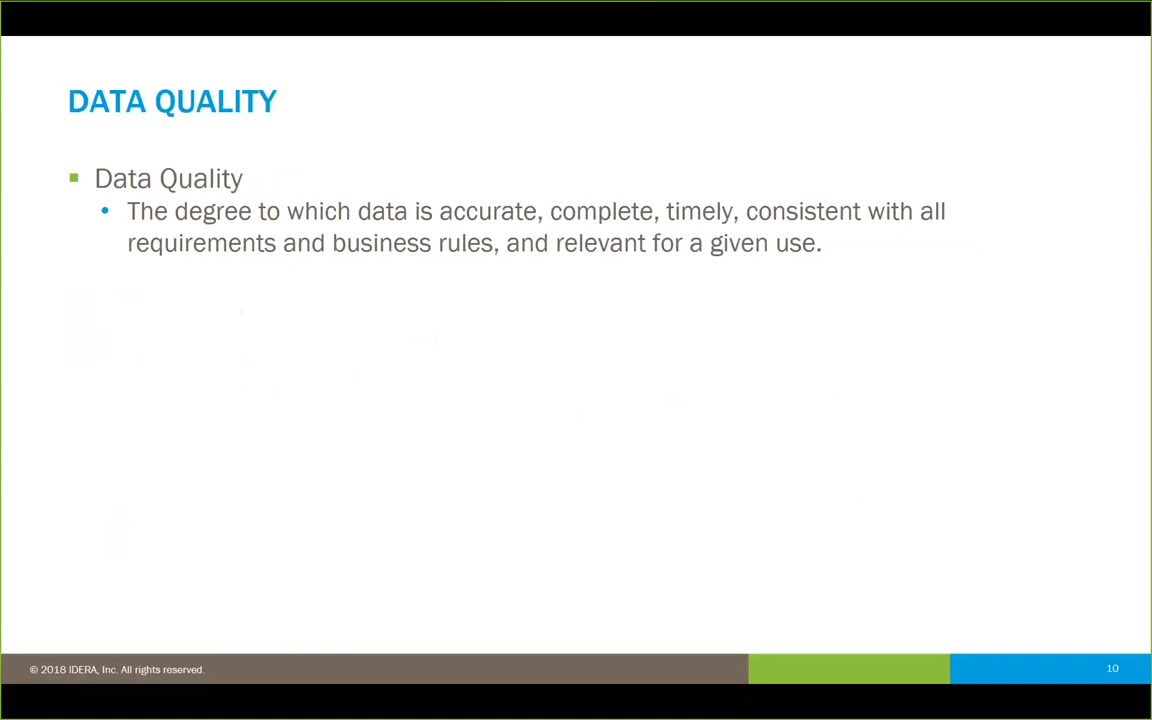 DATA QUALITY
Data Quality
The degree to which data is accurate, complete, timely, consistent with all
requirements and business rules, and relevant for a given use.
© 2018 IDERA, Inc. All rights reserved.
10